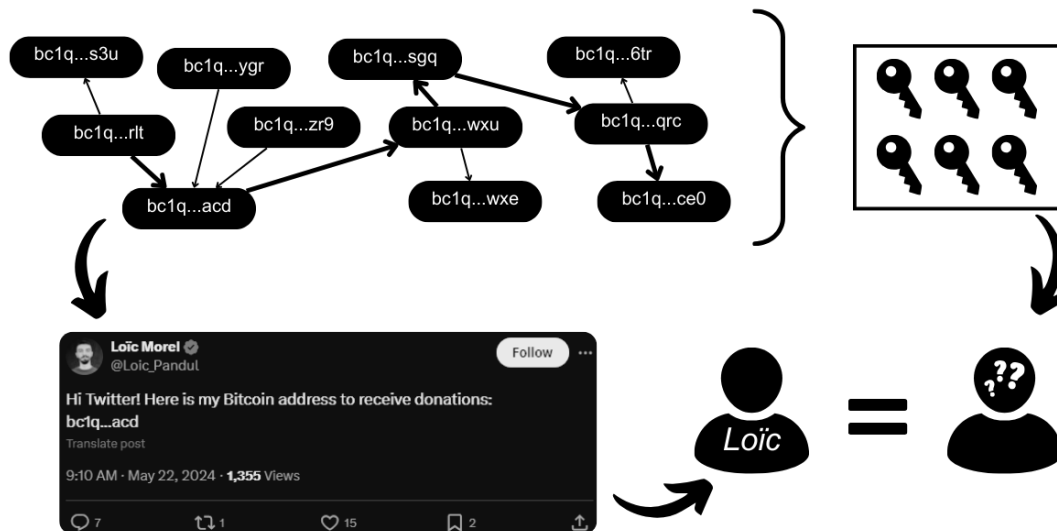 bc1q...s3u
bc1q...ygr
bc1q...sgq
bc1q...6tr
bc1q...rlt
bc1q...zr9
bc1q...wxu
bc1q...qrc
bc1q...acd
bc1q...wxe
bc1q...ce0
Loïc Morel
@Loic_Pandul
Follow
Hi Twitter! Here is my Bitcoin address to receive donations:
bc1q...acd
Translate post
9:10 AM · May 22, 2024 · 1,355 Views
7
1
15
2
Loïc
=
???